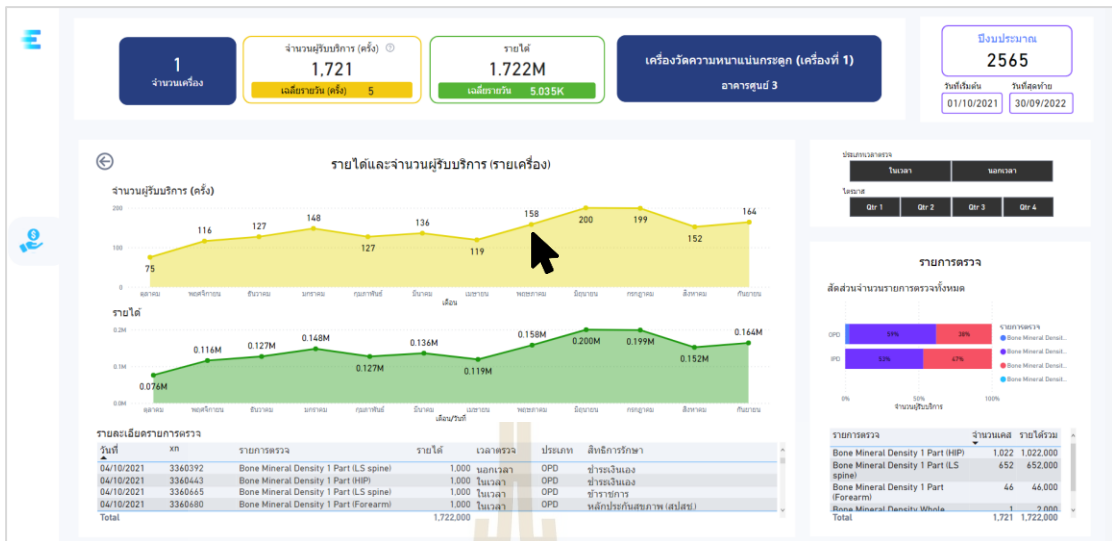 1
จำนวนเครื่อง
จำนวนผู้รับบริการ (ครั้ง)
1,721
เฉลี่ยรายวัน (ครั้ง) 5
รายได้
1.722M
เฉลี่ยรายวัน 5.035K
เครื่องวัดความหนาแน่นกระดูก (เครื่องที่ 1)
อาคารศูนย์ 3
ปีงบประมาณ
2565
วันที่เริ่มต้น วันที่สุดท้าย
01/10/2021 30/09/2022
รายได้และจำนวนผู้รับบริการ (รายเครื่อง)
จำนวนผู้รับบริการ (ครั้ง)
200
100
0
75 116 127 148 127 136 119 158 200 199 152 164
ตุลาคม พฤศจิกายน ธันวาคม มกราคม กุมภาพันธ์ มีนาคม เมษายน พฤษภาคม มิถุนายน กรกฎาคม สิงหาคม กันยายน
เดือน
รายได้
0.2M
0.1M
0.0M
0.076M 0.116M 0.127M 0.148M 0.127M 0.136M 0.119M 0.158M 0.200M 0.199M 0.152M 0.164M
ตุลาคม พฤศจิกายน ธันวาคม มกราคม กุมภาพันธ์ มีนาคม เมษายน พฤษภาคม มิถุนายน กรกฎาคม สิงหาคม กันยายน
เดือน/วันที่
รายละเอียดรายการตรวจ
วันที่ xn รายการตรวจ รายได้ เวลาตรวจ ประเภท สิทธิการรักษา
04/10/2021 3360392 Bone Mineral Density 1 Part (LS spine) 1,000 นอกเวลา OPD ชำระเงินเอง
04/10/2021 3360443 Bone Mineral Density 1 Part (HIP) 1,000 ในเวลา OPD ชำระเงินเอง
04/10/2021 3360665 Bone Mineral Density 1 Part (LS spine) 1,000 ในเวลา OPD ข้าราชการ
04/10/2021 3360680 Bone Mineral Density 1 Part (Forearm) 1,000 ในเวลา OPD หลักประกันสุขภาพ (สปสช.)
Total 1,722,000
ประเภทเวลาตรวจ
ในเวลา นอกเวลา
ไตรมาส
Qtr 1 Qtr 2 Qtr 3 Qtr 4
รายการตรวจ
สัดส่วนจำนวนรายการตรวจทั้งหมด
OPD 59% 38%
IPD 53% 47%
0% 50% 100%
จำนวนผู้รับบริการ
รายการตรวจ
Bone Mineral Densit...
Bone Mineral Densit...
Bone Mineral Densit...
Bone Mineral Densit...
รายการตรวจ จำนวนเคส รายได้รวม
Bone Mineral Density 1 Part (HIP) 1,022 1,022,000
Bone Mineral Density 1 Part (LS 652 652,000
spine)
Bone Mineral Density 1 Part 46 46,000
(Forearm)
Bone Mineral Density Whole 1 2,000
Total 1,721 1,722,000